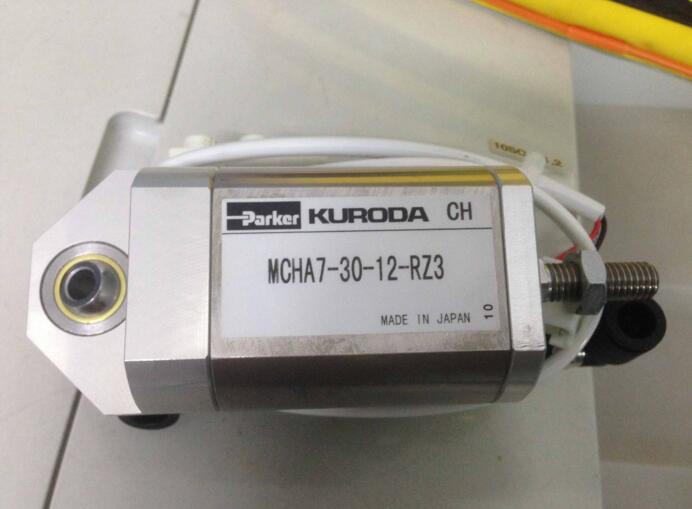 Parker KURODA CH
MCHA7-30-12-RZ3
MADE IN JAPAN
10